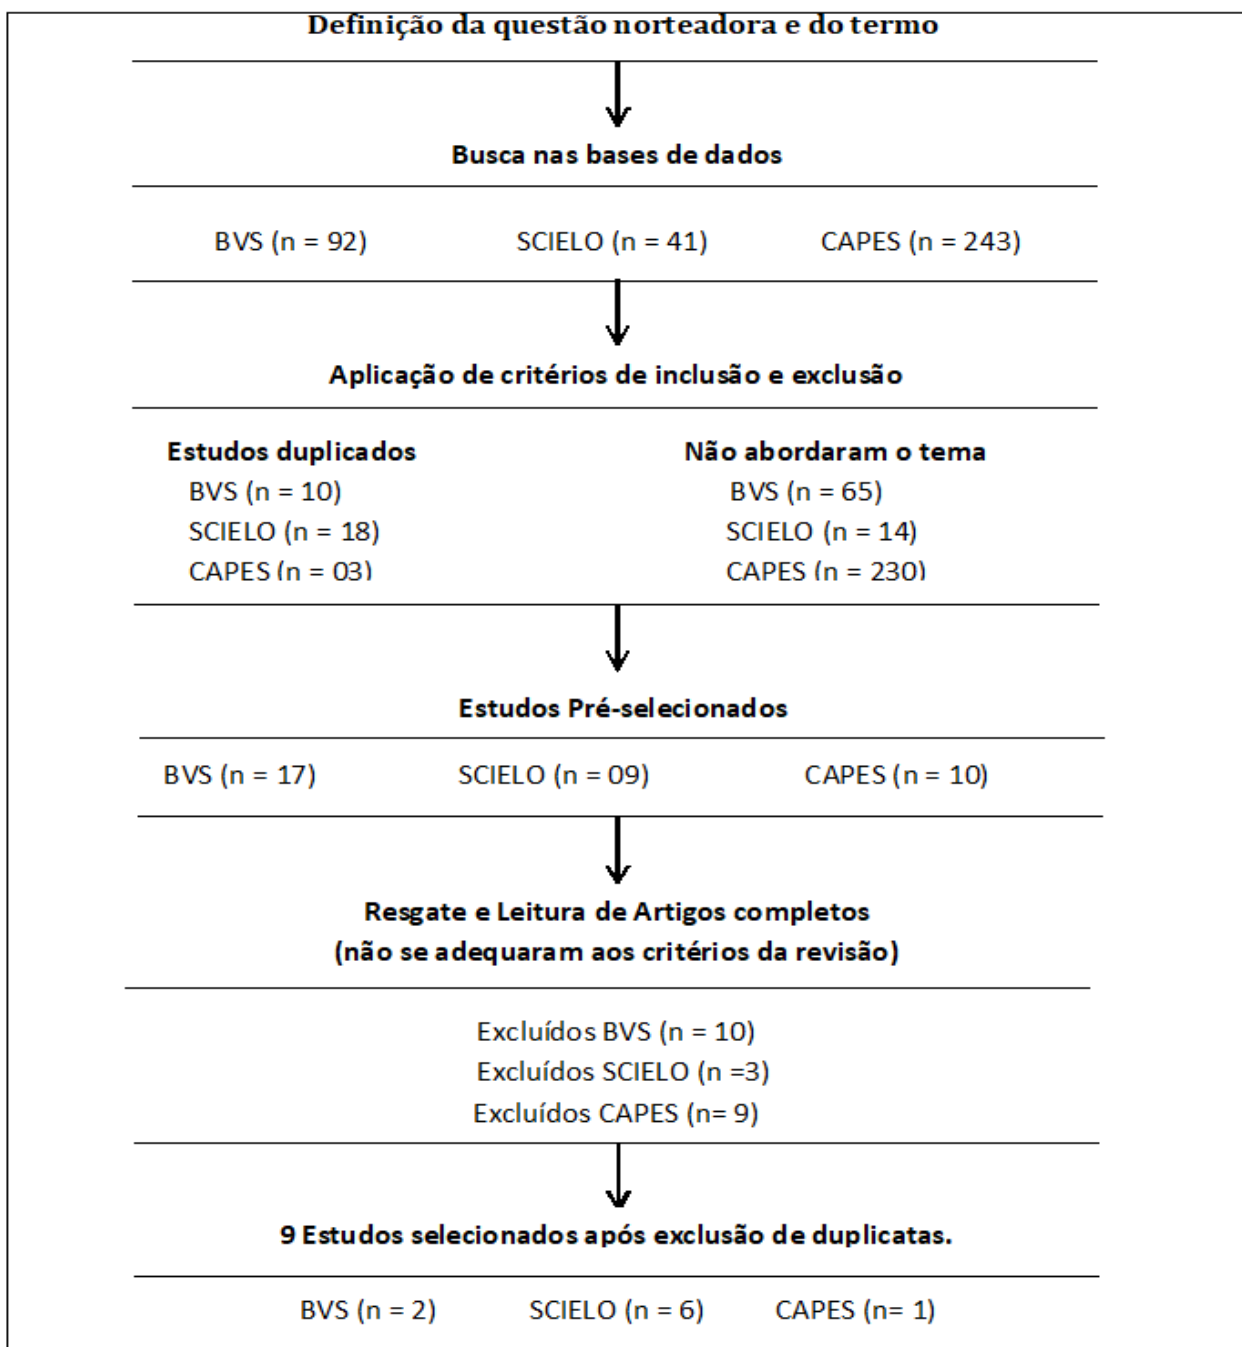 Definição da questão norteadora e do termo
Busca nas bases de dados
BVS (n = 92) SCIELO (n = 41) CAPES (n = 243)
Aplicação de critérios de inclusão e exclusão
Estudos duplicados Não abordaram o tema
BVS (n = 10) BVS (n = 65)
SCIELO (n = 18) SCIELO (n = 14)
CAPES (n = 03) CAPES (n = 230)
Estudos Pré-selecionados
BVS (n = 17) SCIELO (n = 09) CAPES (n = 10)
Resgate e Leitura de Artigos completos
(não se adequaram aos critérios da revisão)
Excluídos BVS (n = 10)
Excluídos SCIELO (n =3)
Excluídos CAPES (n= 9)
9 Estudos selecionados após exclusão de duplicatas.
BVS (n = 2) SCIELO (n = 6) CAPES (n= 1)